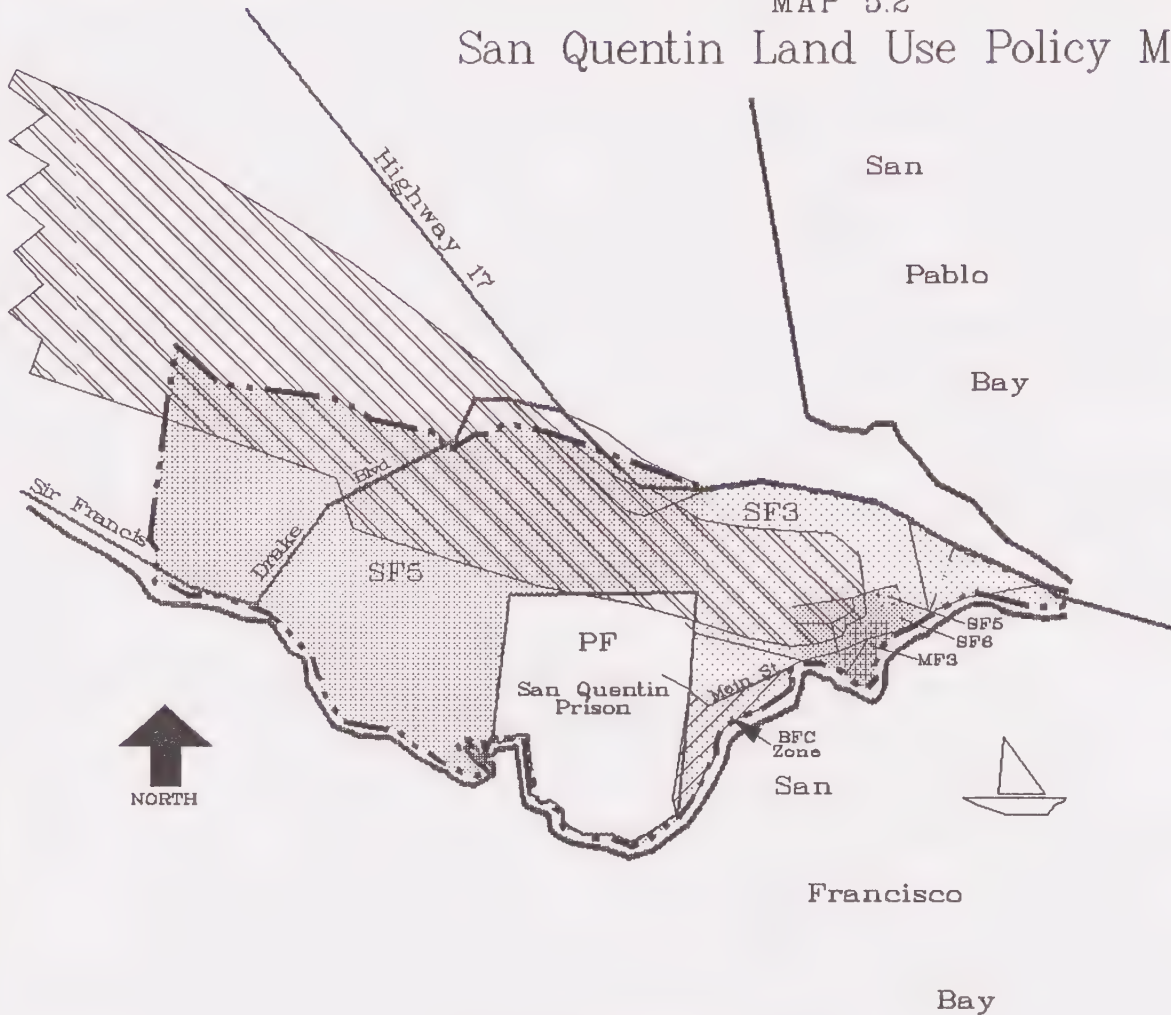 MAP 5.2
San Quentin Land Use Policy M
San
Pablo
Bay
Highway 17
Sir Francis
Drake
Blvd
SF3
SF5
SF5
SF6
MF3
PF
San Quentin
Prison
Main St
BFC
Zone
NORTH
San
Francisco
Bay